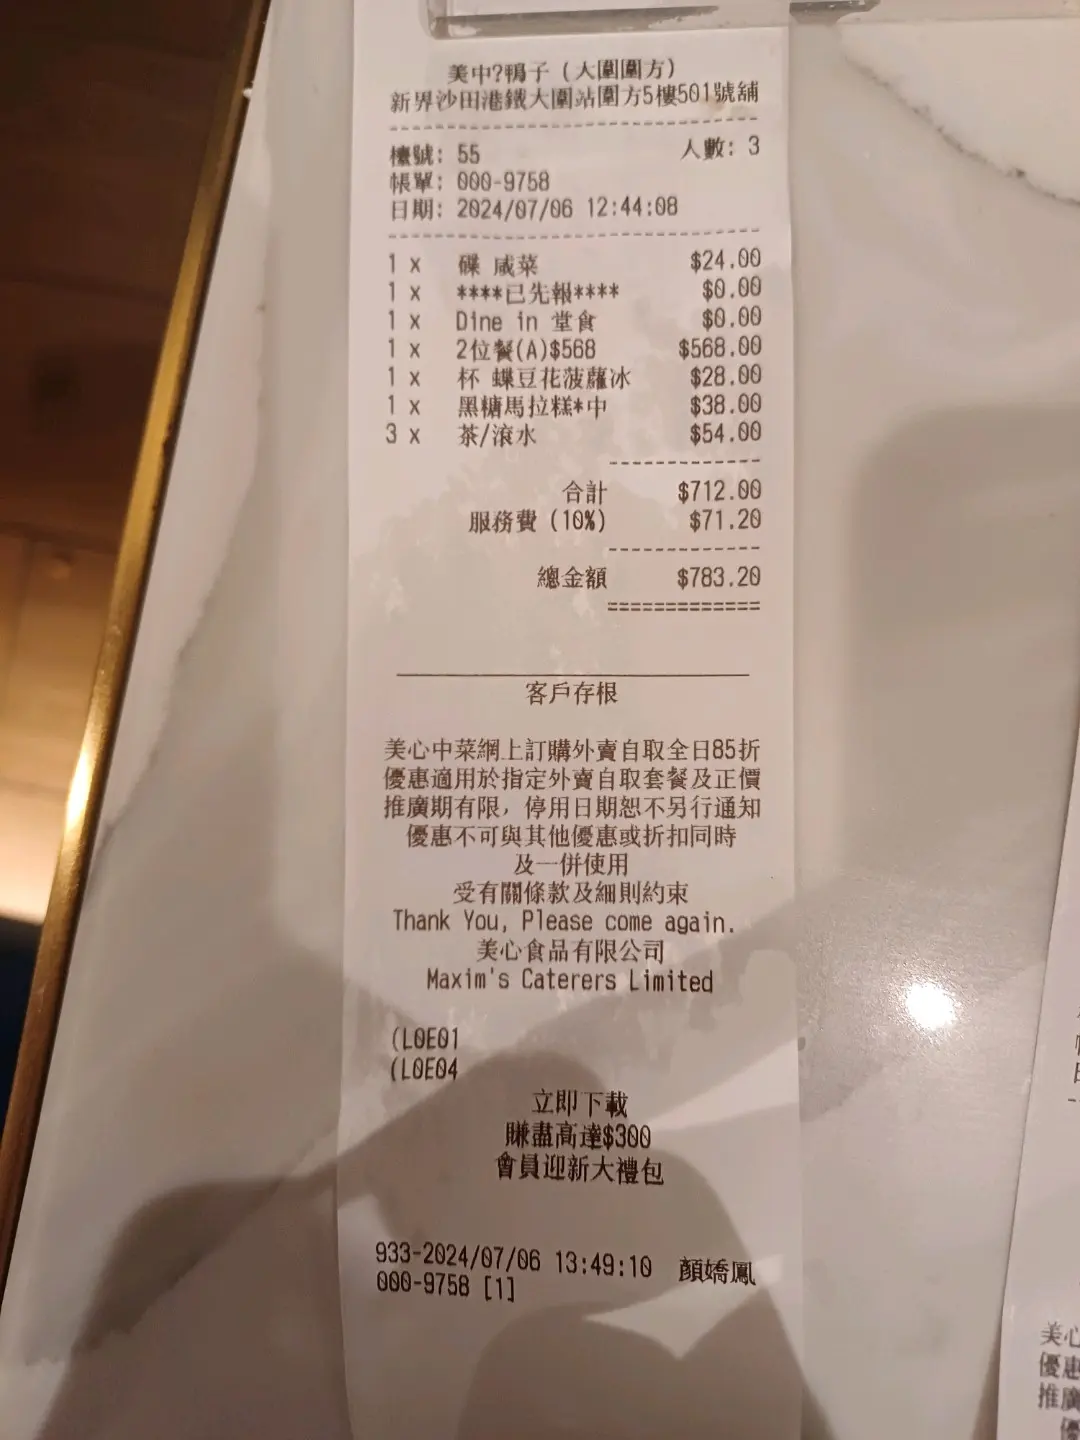 美中?鴨子 (大圍圍方)
新界沙田港鐵大圍站圍方5樓501號舖
檯號: 55 人數: 3
帳單: 000-9758
日期: 2024/07/06 12:44:08
1 x 碟 咸菜 $24.00
1 x ****已先報**** $0.00
1 x Dine in 堂食 $0.00
1 x 2位餐(A)$568 $568.00
1 x 杯 蝶豆花菠蘿冰 $28.00
1 x 黑糖馬拉糕*中 $38.00
3 x 茶/滾水 $54.00
合計 $712.00
服務費 (10%) $71.20
總金額 $783.20
客戶存根
美心中菜網上訂購外賣自取全日85折
優惠適用於指定外賣自取套餐及正價
推廣期有限, 停用日期恕不另行通知
優惠不可與其他優惠或折扣同時
及一併使用
受有關條款及細則約束
Thank You, Please come again.
美心食品有限公司
Maxim's Caterers Limited
(L0E01
(L0E04
立即下載
賺盡高達$300
會員迎新大禮包
933-2024/07/06 13:49:10 顏嬌鳳
000-9758 [1]
美心
優惠
推廣
優